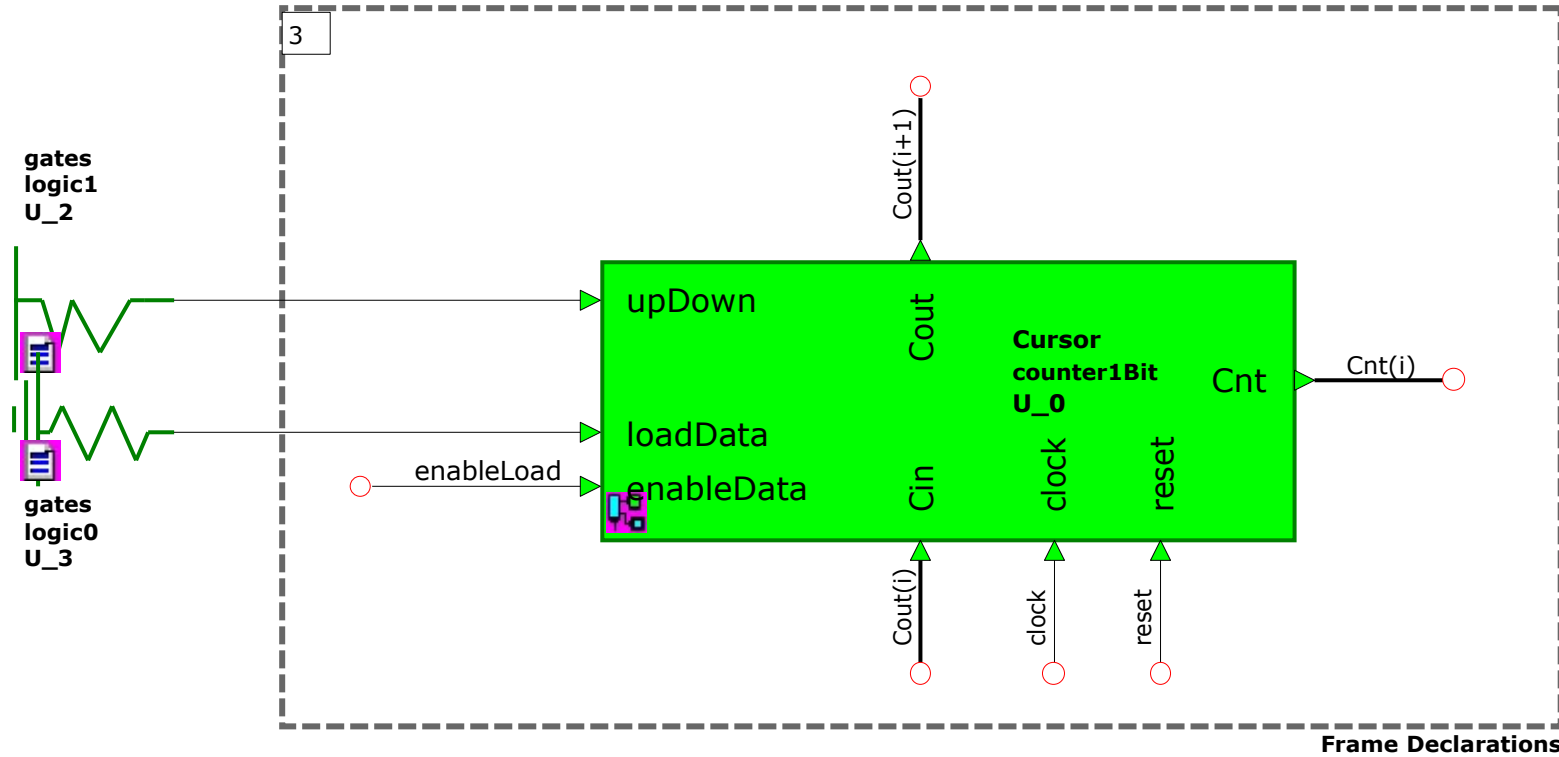 3
gates
logic1
U_2
Cout(i+1)
upDown
Cout
Cursor
counter1Bit
U_0
Cnt
Cnt(i)
loadData
enableLoad
enableData
Cin
clock
reset
gates
logic0
U_3
Cout(i)
clock
reset
Frame Declarations